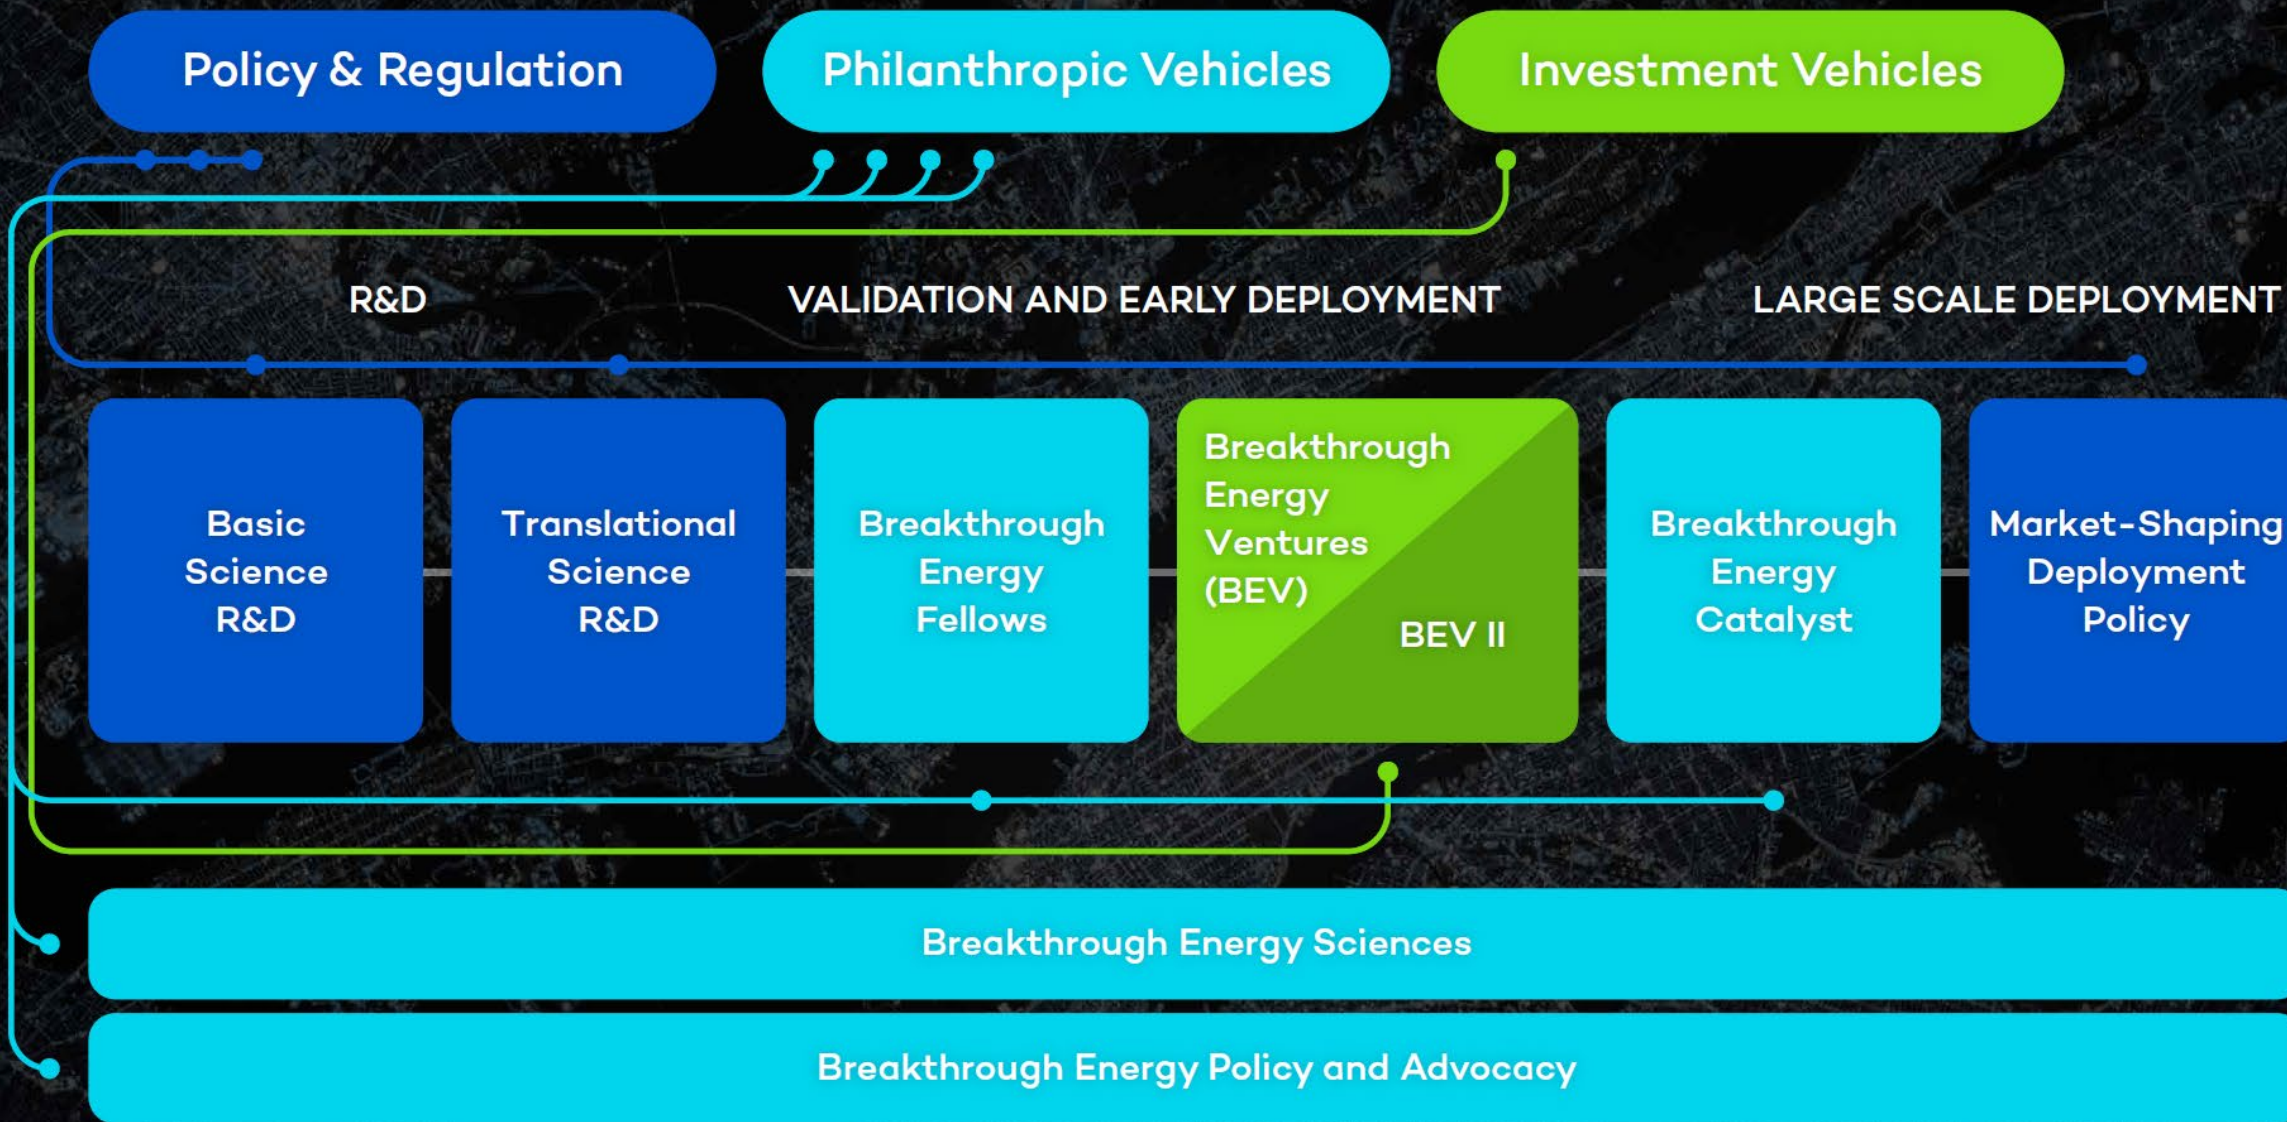 Policy & Regulation
Philanthropic Vehicles
Investment Vehicles
R&D
VALIDATION AND EARLY DEPLOYMENT
LARGE SCALE DEPLOYMENT
Basic
Science
R&D
Translational
Science
R&D
Breakthrough
Energy
Fellows
Breakthrough
Energy
Ventures
(BEV)
BEV II
Breakthrough
Energy
Catalyst
Market-Shaping
Deployment
Policy
Breakthrough Energy Sciences
Breakthrough Energy Policy and Advocacy